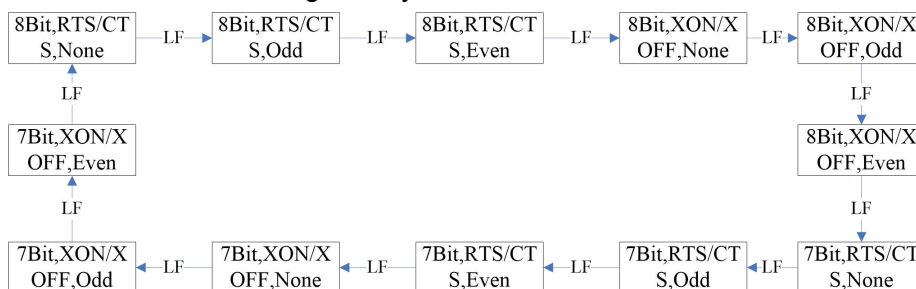 8Bit,RTS/CT
S,None
LF
8Bit,RTS/CT
S,Odd
LF
8Bit,RTS/CT
S,Even
LF
8Bit,XON/X
OFF,None
LF
8Bit,XON/X
OFF,Odd
LF
LF
7Bit,XON/X
OFF,Even
8Bit,XON/X
OFF,Even
LF
LF
7Bit,XON/X
OFF,Odd
LF
7Bit,XON/X
OFF,None
LF
7Bit,RTS/CT
S,Even
LF
7Bit,RTS/CT
S,Odd
LF
7Bit,RTS/CT
S,None